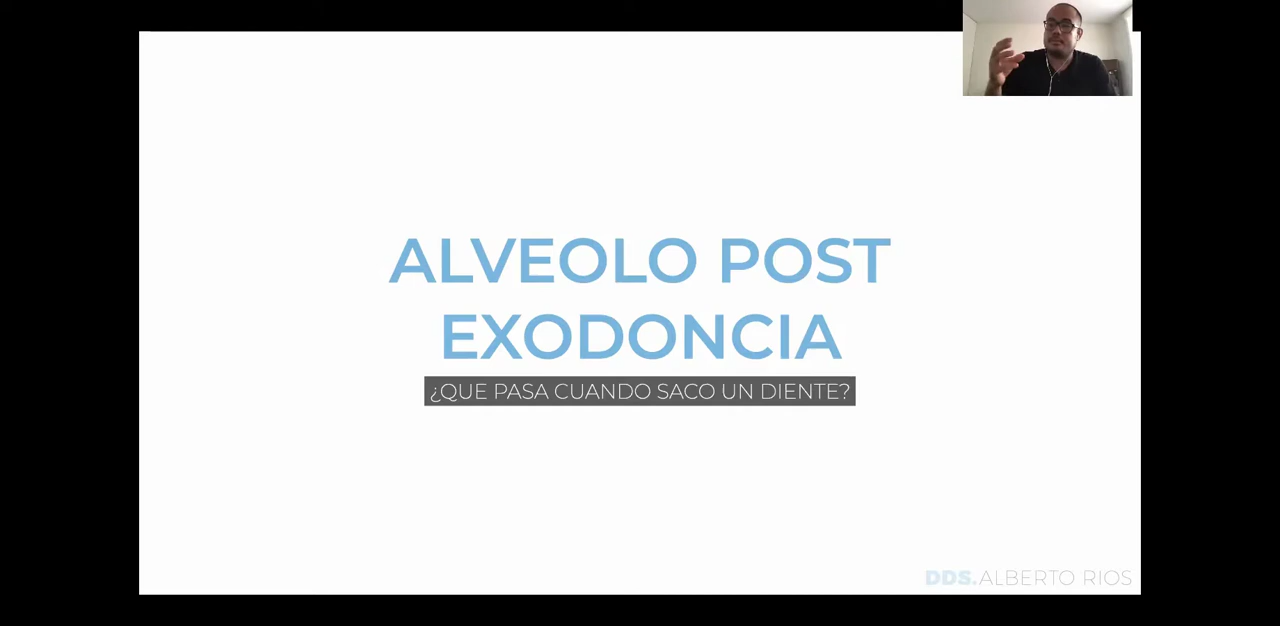 ALVEOLO POST
EXODONCIA
¿QUE PASA CUANDO SACO UN DIENTE?
DDS.ALBERTO RIOS